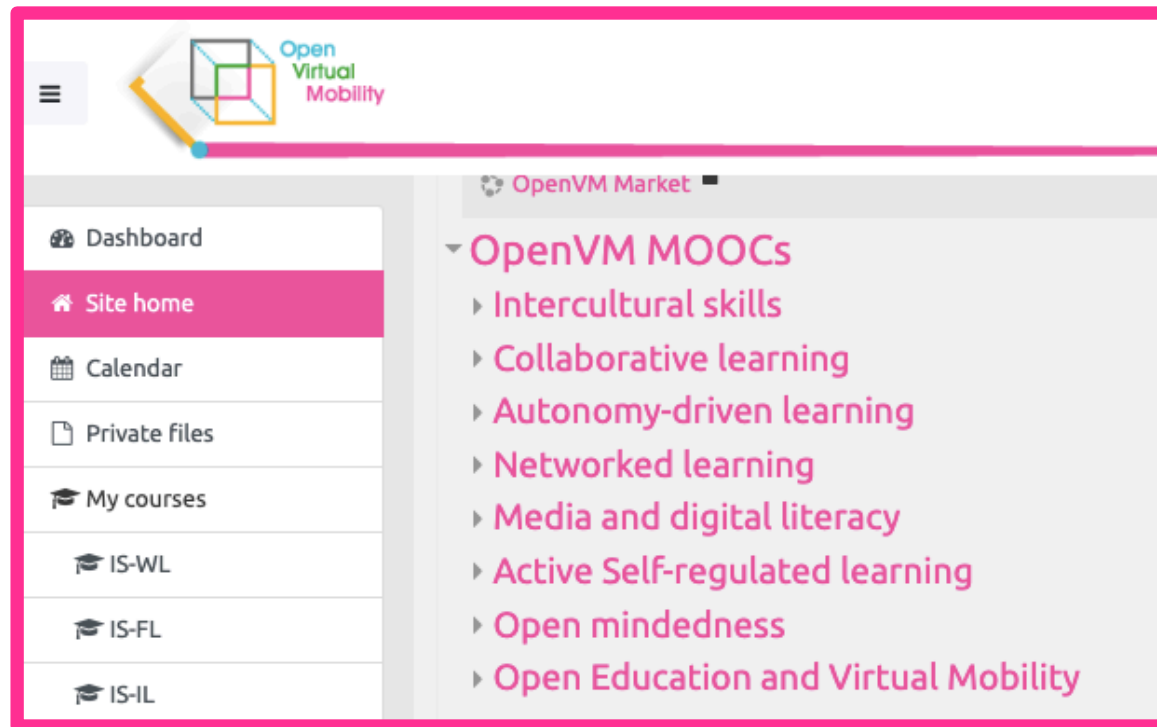 Open
Virtual
Mobility
OpenVM Market
Dashboard
Site home
Calendar
Private files
My courses
IS-WL
IS-FL
IS-IL
OpenVM MOOCs
Intercultural skills
Collaborative learning
Autonomy-driven learning
Networked learning
Media and digital literacy
Active Self-regulated learning
Open mindedness
Open Education and Virtual Mobility